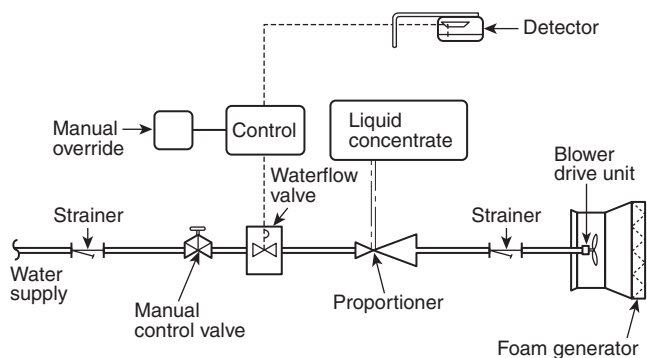 Detector
Manual
override
Control
Liquid
concentrate
Blower
drive unit
Waterflow
valve
Strainer
Strainer
Water
supply
Manual
control valve
Proportioner
Foam generator